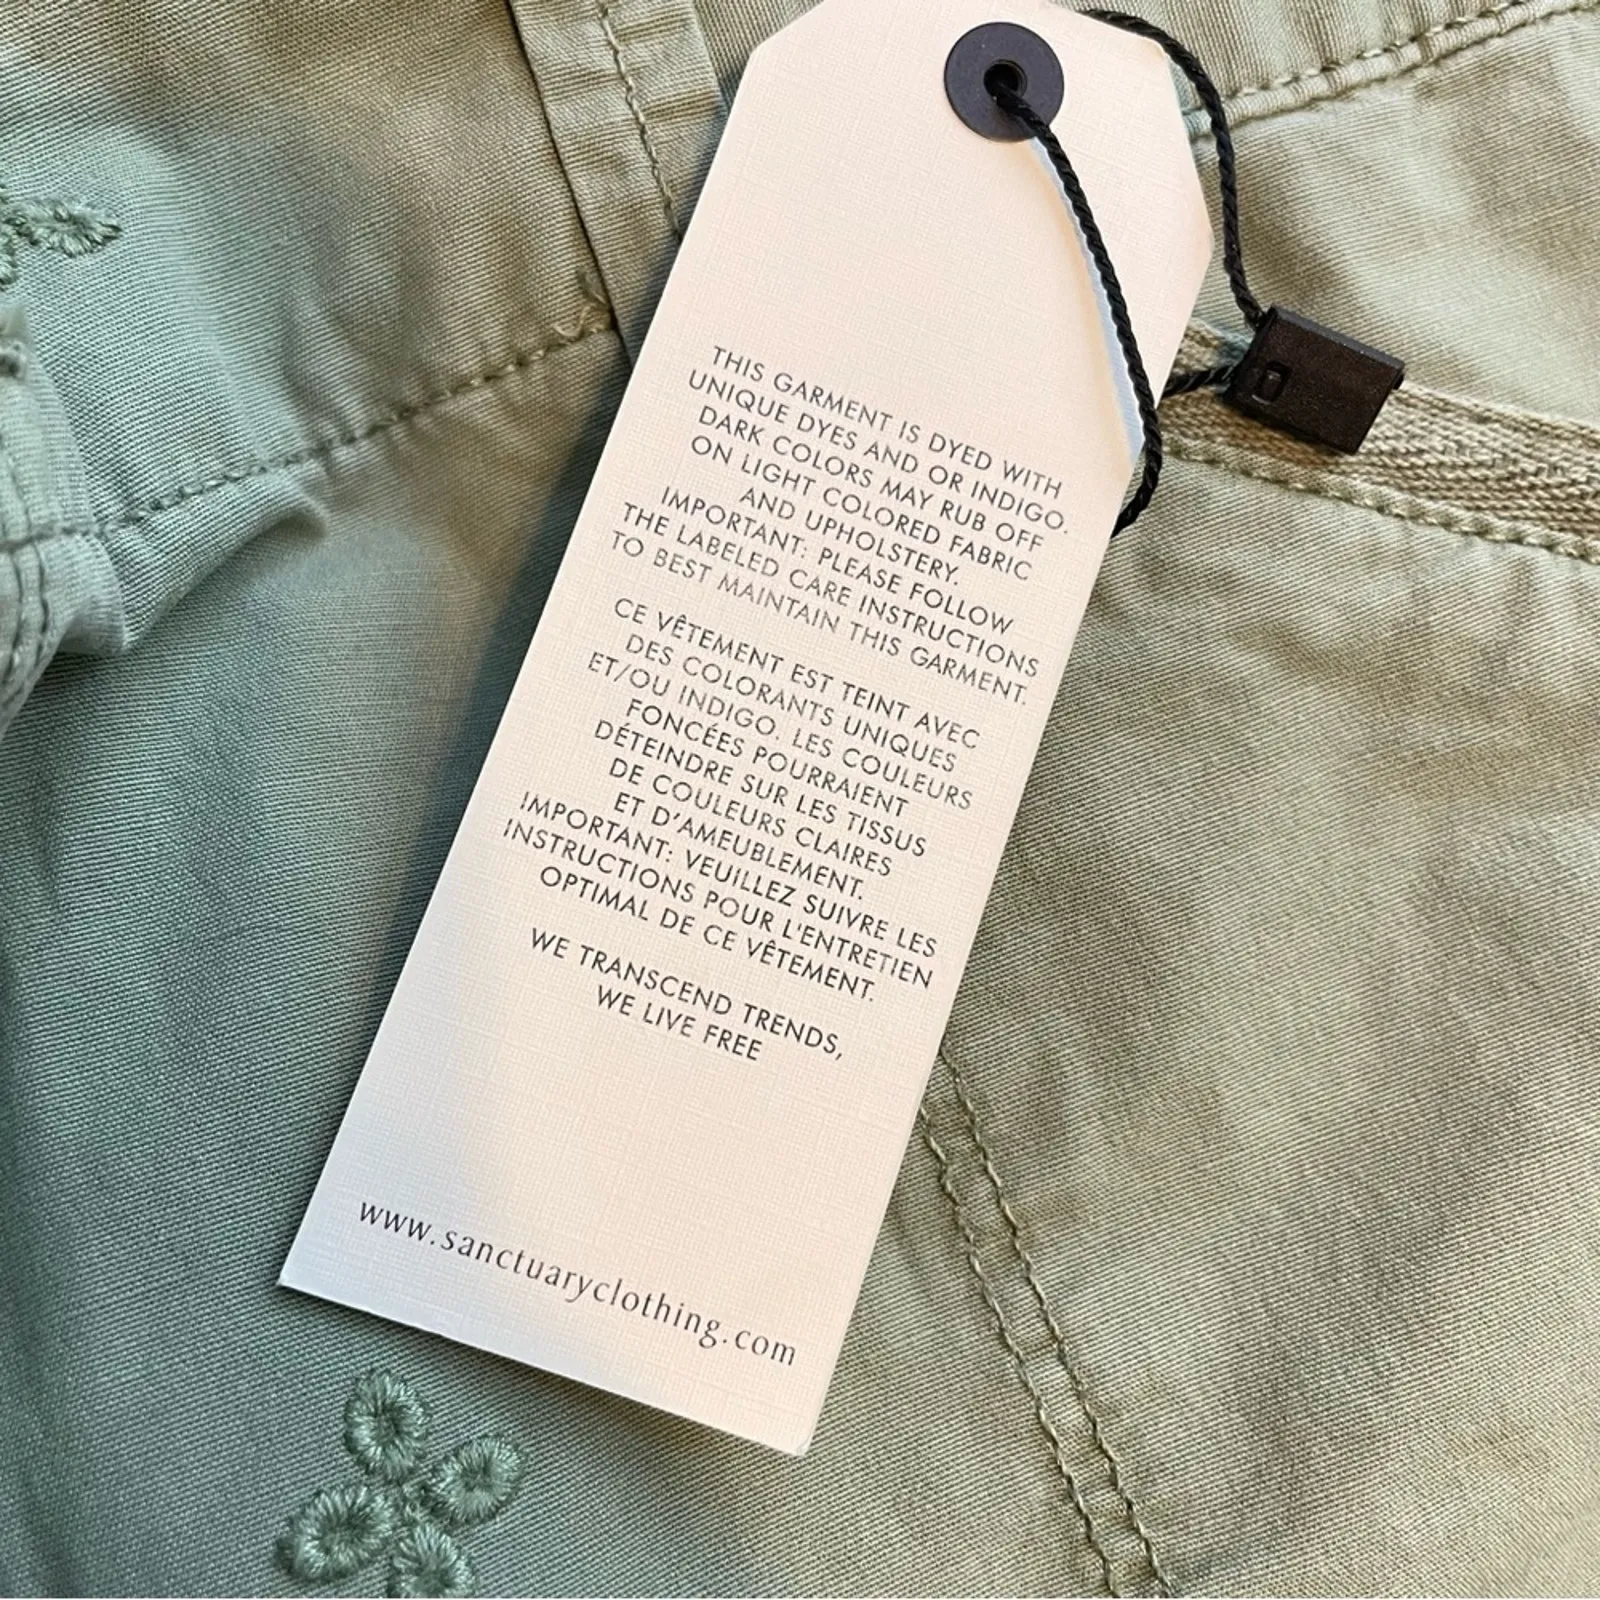 THIS GARMENT IS DYED WITH
UNIQUE DYES AND OR INDIGO.
DARK COLORS MAY RUB OFF
ON LIGHT COLORED FABRIC
AND UPHOLSTERY.
IMPORTANT: PLEASE FOLLOW
THE LABELED CARE INSTRUCTIONS
TO BEST MAINTAIN THIS GARMENT.
CE VÊTEMENT EST TEINT AVEC
DES COLORANTS UNIQUES
ET/OU INDIGO. LES COULEURS
FONCÉES POURRAIENT
DÉTEINDRE SUR LES TISSUS
DE COULEURS CLAIRES
ET D'AMEUBLEMENT.
IMPORTANT: VEUILLEZ SUIVRE LES
INSTRUCTIONS POUR L'ENTRETIEN
OPTIMAL DE CE VÊTEMENT.
WE TRANSCEND TRENDS,
WE LIVE FREE
www.sanctuaryclothing.com